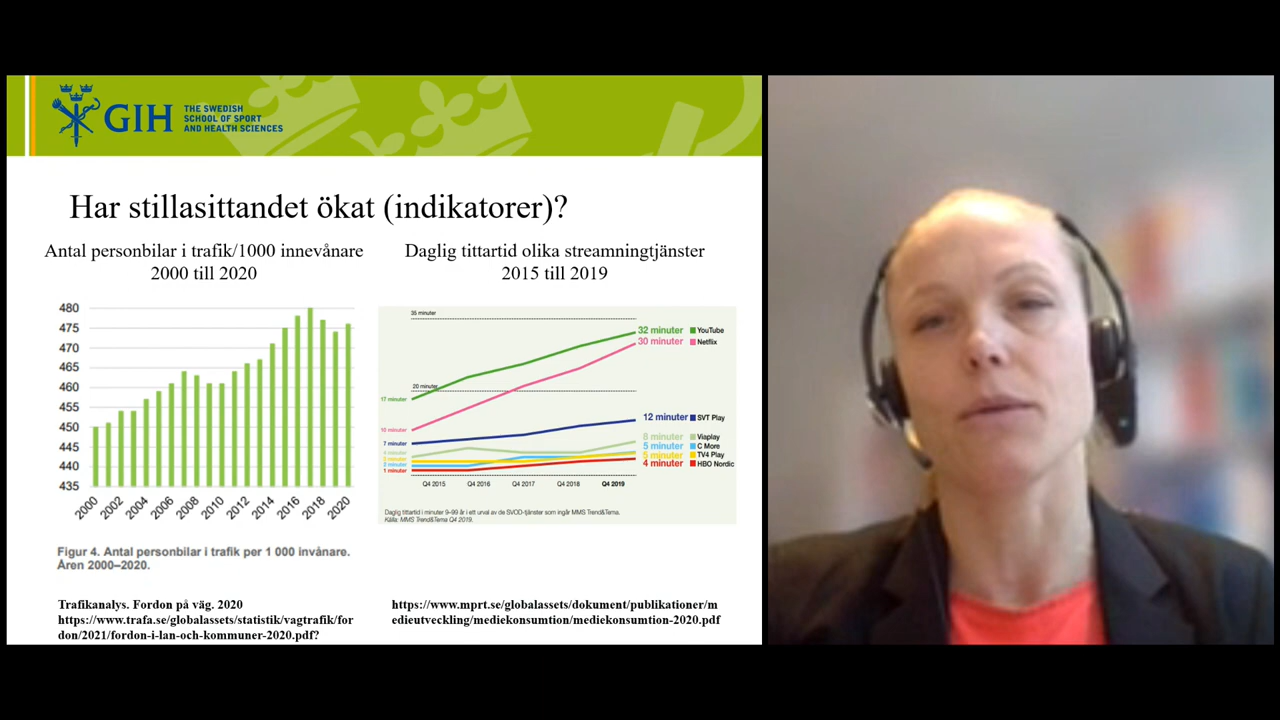 GIH
THE SWEDISH
SCHOOL OF SPORT
AND HEALTH SCIENCES
Har stillasittandet ökat (indikatorer)?
Antal personbilar i trafik/1000 innevånare
2000 till 2020
480
475
470
465
460
455
450
445
440
435
2000
2002
2004
2006
2008
2010
2012
2014
2016
2018
2020
Figur 4. Antal personbilar i trafik per 1 000 invånare.
Åren 2000–2020.
Trafikanalys. Fordon på väg. 2020
https://www.trafa.se/globalassets/statistik/vagtrafik/for
don/2021/fordon-i-lan-och-kommuner-2020.pdf?
Daglig tittartid olika streamningtjänster
2015 till 2019
35 minuter
20 minuter
17 minuter
10 minuter
7 minuter
4 minuter
3 minuter
2 minuter
1 minuter
32 minuter YouTube
30 minuter Netflix
12 minuter SVT Play
8 minuter Viaplay
5 minuter C More
5 minuter TV4 Play
4 minuter HBO Nordic
Q4 2015 Q4 2016 Q4 2017 Q4 2018 Q4 2019
Daglig tittartid i minuter 9-99 år i ett urval av de SVOD-tjänster som ingår MMS Trend&Tema.
Källa: MMS Trend&Tema Q4 2019.
https://www.mprt.se/globalassets/dokument/publikationer/m
edieutveckling/mediekonsumtion/mediekonsumtion-2020.pdf